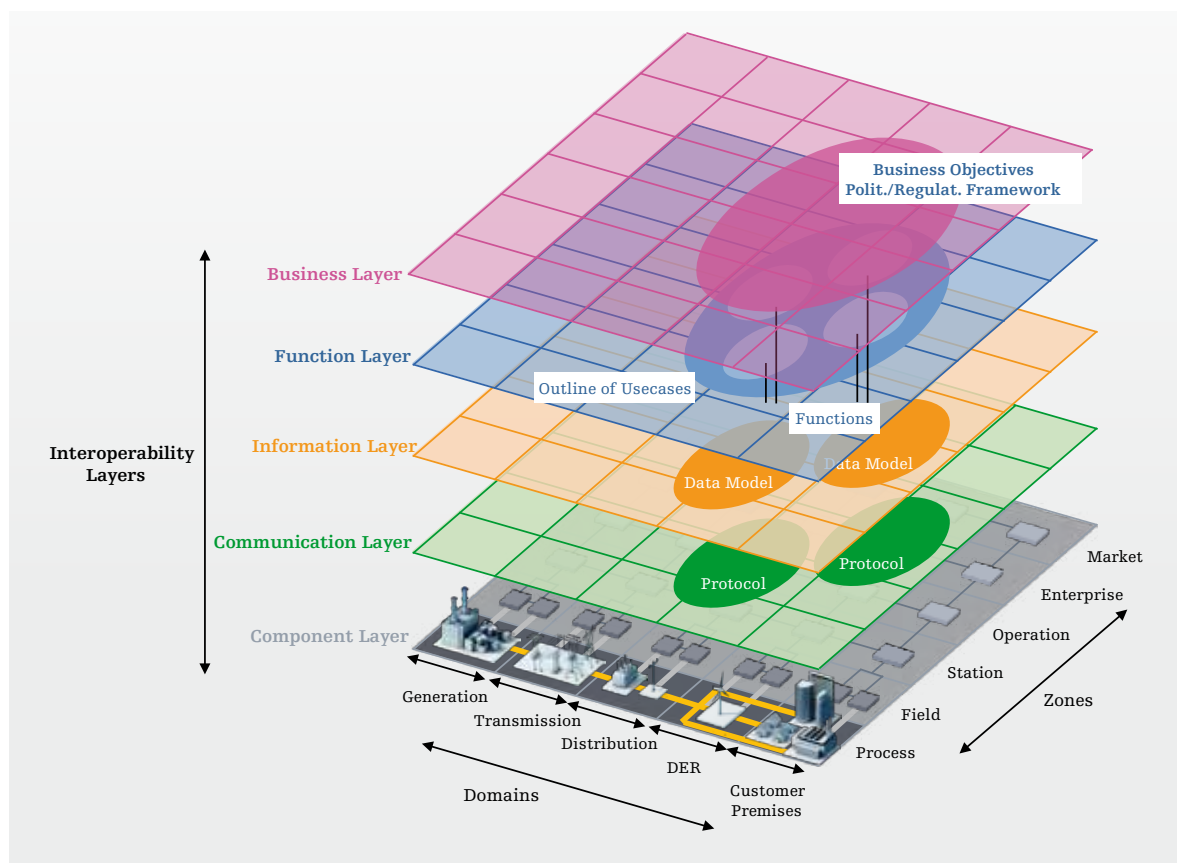 Business Objectives
Polit./Regulat. Framework
Business Layer
Function Layer
Outline of Usecases
Functions
Information Layer
Interoperability
Layers
Data Model
Data Model
Communication Layer
Protocol
Protocol
Component Layer
Market
Enterprise
Operation
Station
Field
Process
Zones
Generation
Transmission
Distribution
DER
Customer
Premises
Domains